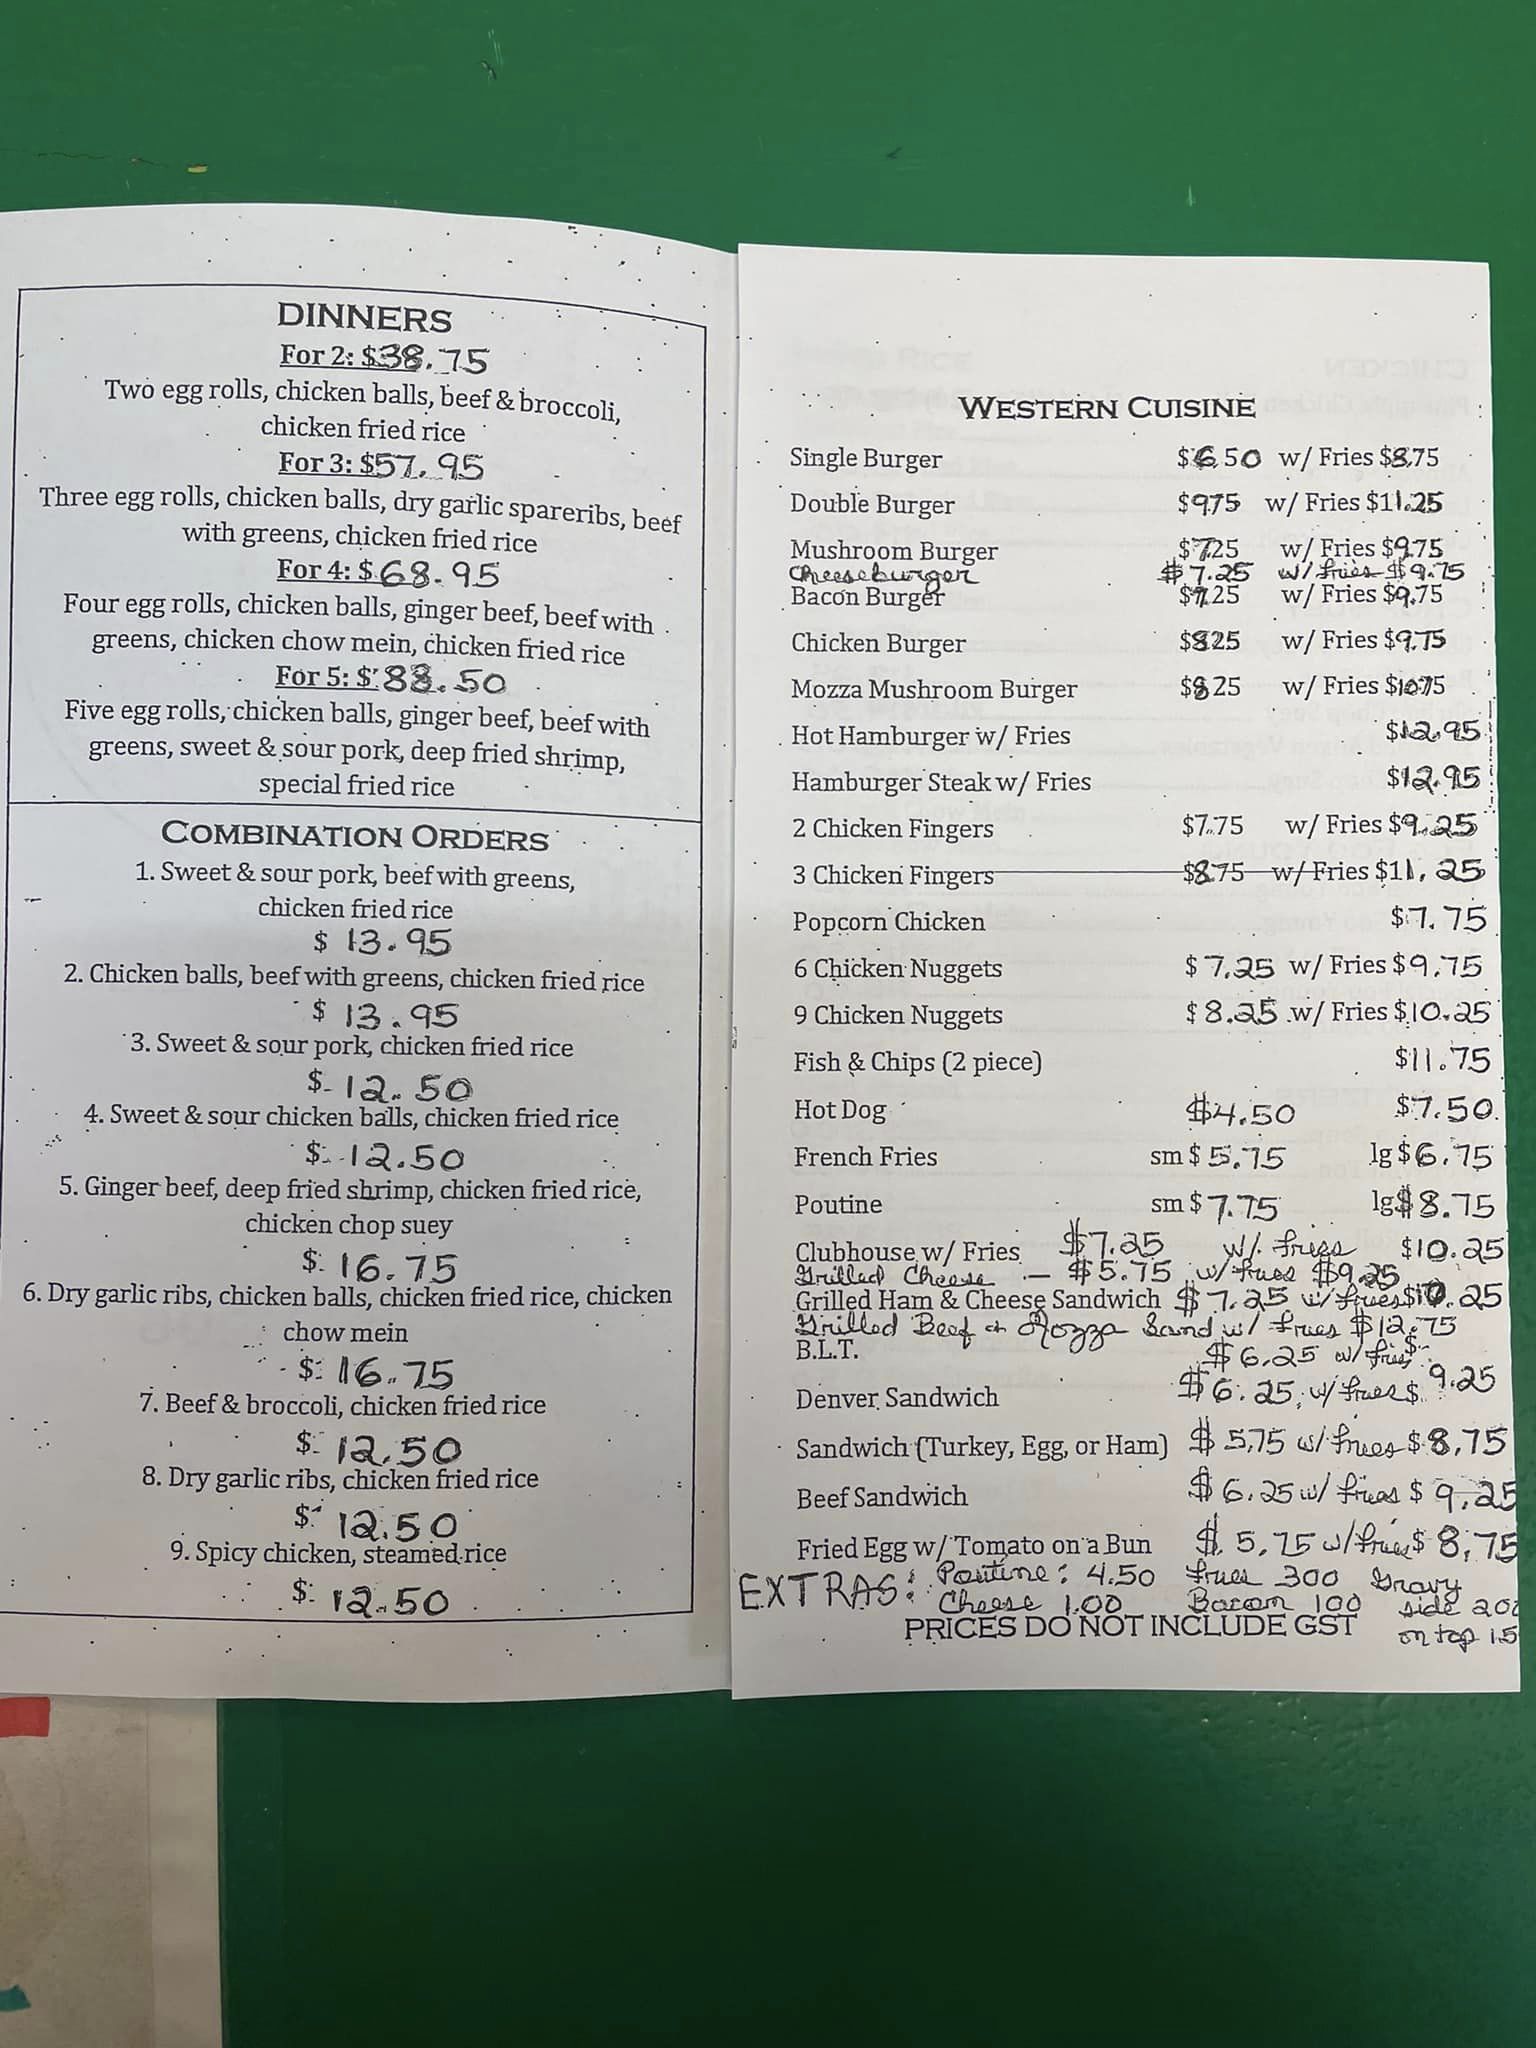 DINNERS
For 2: $38.75
Two egg rolls, chicken balls, beef & broccoli,
chicken fried rice
For 3: $57.95
Three egg rolls, chicken balls, dry garlic spareribs, beef
with greens, chicken fried rice
For 4: $68.95
Four egg rolls, chicken balls, ginger beef, beef with
greens, chicken chow mein, chicken fried rice
For 5: $88.50
Five egg rolls, chicken balls, ginger beef, beef with
greens, sweet & sour pork, deep fried shrimp,
special fried rice
COMBINATION ORDERS
1. Sweet & sour pork, beef with greens,
chicken fried rice
$ 13.95
2. Chicken balls, beef with greens, chicken fried rice
$ 13.95
3. Sweet & sour pork, chicken fried rice
$ 12.50
4. Sweet & sour chicken balls, chicken fried rice
$ 12.50
5. Ginger beef, deep fried shrimp, chicken fried rice,
chicken chop suey
$ 16.75
6. Dry garlic ribs, chicken balls, chicken fried rice, chicken
chow mein
$ 16.75
7. Beef & broccoli, chicken fried rice
$ 12.50
8. Dry garlic ribs, chicken fried rice
$ 12.50
9. Spicy chicken, steamed rice
$ 12.50
WESTERN CUISINE
Single Burger $6.50 w/ Fries $8.75
Double Burger $9.75 w/ Fries $11.25
Mushroom Burger $7.25 w/ Fries $9.75
Cheeseburger $7.25 w/ fries $9.75
Bacon Burger $7.25 w/ Fries $9.75
Chicken Burger $8.25 w/ Fries $9.75
Mozza Mushroom Burger $8.25 w/ Fries $10.75
Hot Hamburger w/ Fries $12.95
Hamburger Steak w/ Fries $12.95
2 Chicken Fingers $7.75 w/ Fries $9.25
3 Chicken Fingers $8.75 w/ Fries $11.25
Popcorn Chicken $7.75
6 Chicken Nuggets $7.25 w/ Fries $9.75
9 Chicken Nuggets $8.25 w/ Fries $10.25
Fish & Chips (2 piece) $11.75
Hot Dog $4.50 $7.50
French Fries sm $5.75 lg $6.75
Poutine sm $7.75 lg $8.75
Clubhouse w/ Fries $7.25 w/ fries $10.25
Grilled Cheese — $5.75 w/ fries $9.25
Grilled Ham & Cheese Sandwich $7.25 w/ fries $10.25
Grilled Beef & Mozza Sand w/ fries $12.75
B.L.T. $6.25 w/ fries $
Denver Sandwich $6.25 w/ fries $9.25
Sandwich (Turkey, Egg, or Ham) $5.75 w/ fries $8.75
Beef Sandwich $6.25 w/ fries $9.25
Fried Egg w/ Tomato on a Bun $5.75 w/ fries $8.75
EXTRAS: Poutine: 4.50 fries 300 Gravy
Cheese 1.00 Bacon 100 side
PRICES DO NOT INCLUDE GST on top